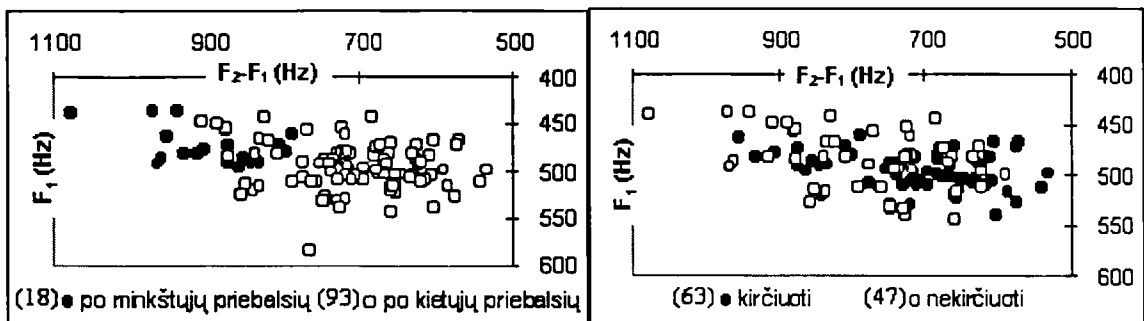 1100 900 700 500
F₂-F₁ (Hz)
400
450
500
550
600
F₁ (Hz)
(18)● po minkštųjų priebalsių (93)o po kietųjų priebalsių
1100 900 700 500
F₂-F₁ (Hz)
400
450
500
550
600
F₁ (Hz)
(63) ● kirčiuoti (47)o nekirčiuoti